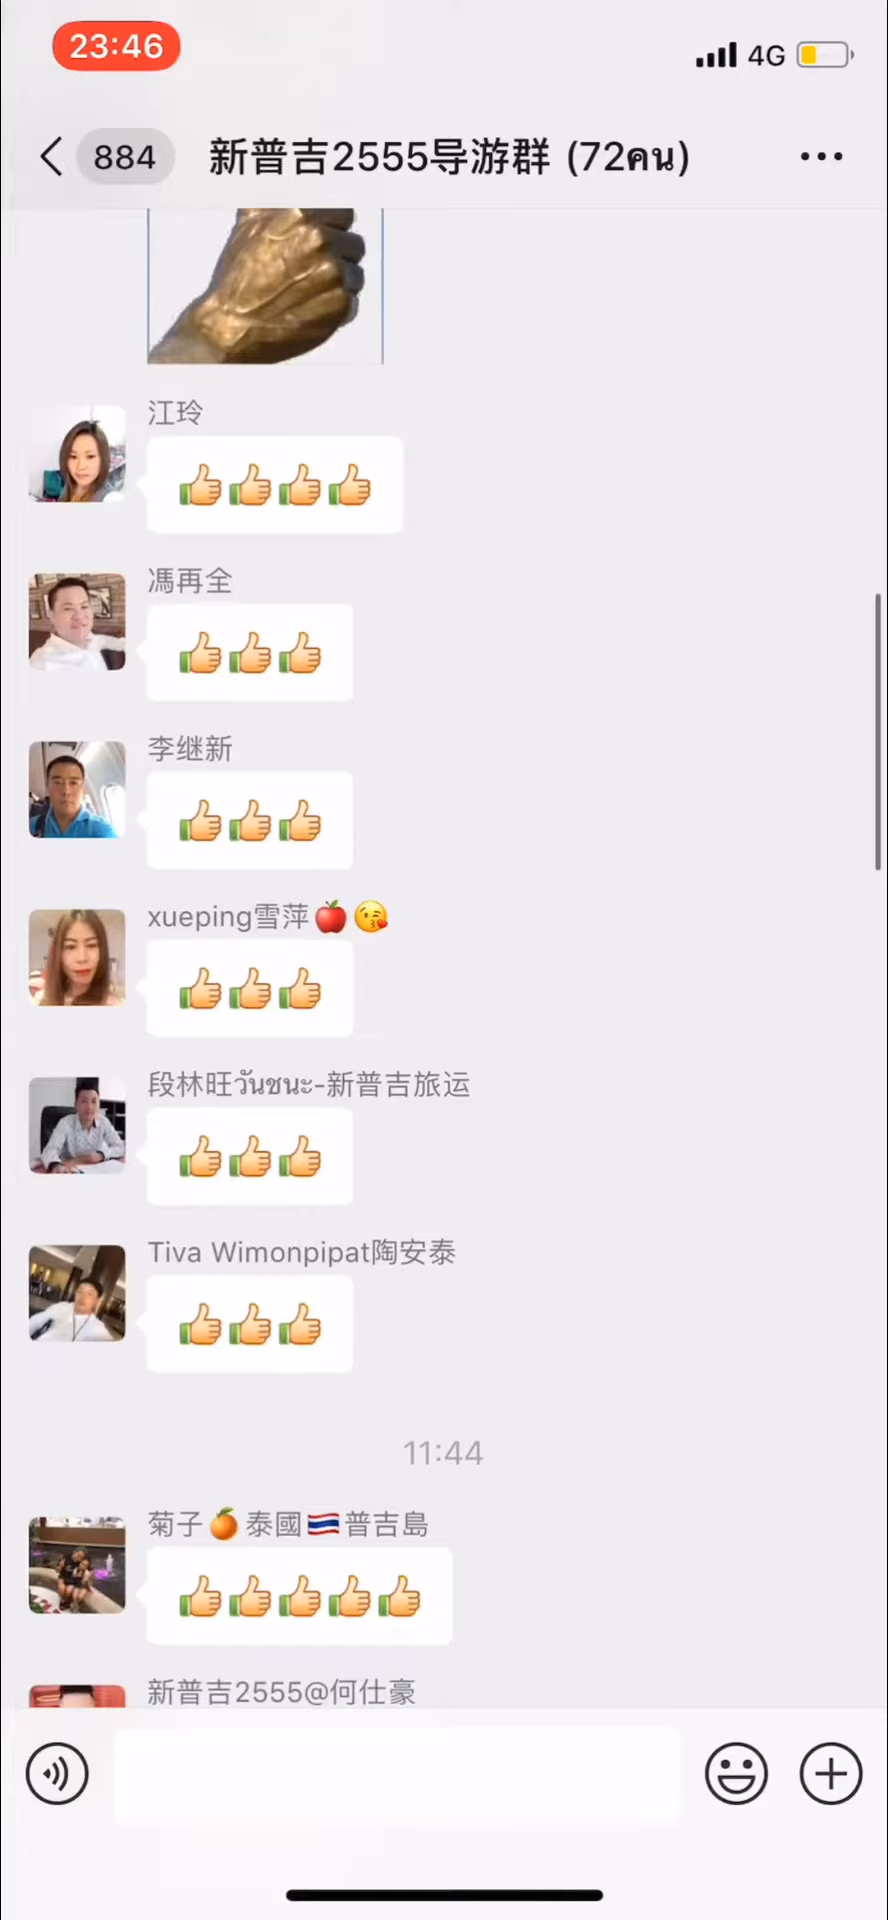 23:46
4G
884
新普吉2555导游群 (72คน)
江玲
👍👍👍👍
馮再全
👍👍👍
李继新
👍👍👍
xueping雪萍🍎😘
👍👍👍
段林旺วันชนะ-新普吉旅运
👍👍👍
Tiva Wimonpipat陶安泰
👍👍👍
11:44
菊子🍊泰國🇹🇭普吉島
👍👍👍👍👍
新普吉2555@何仕豪